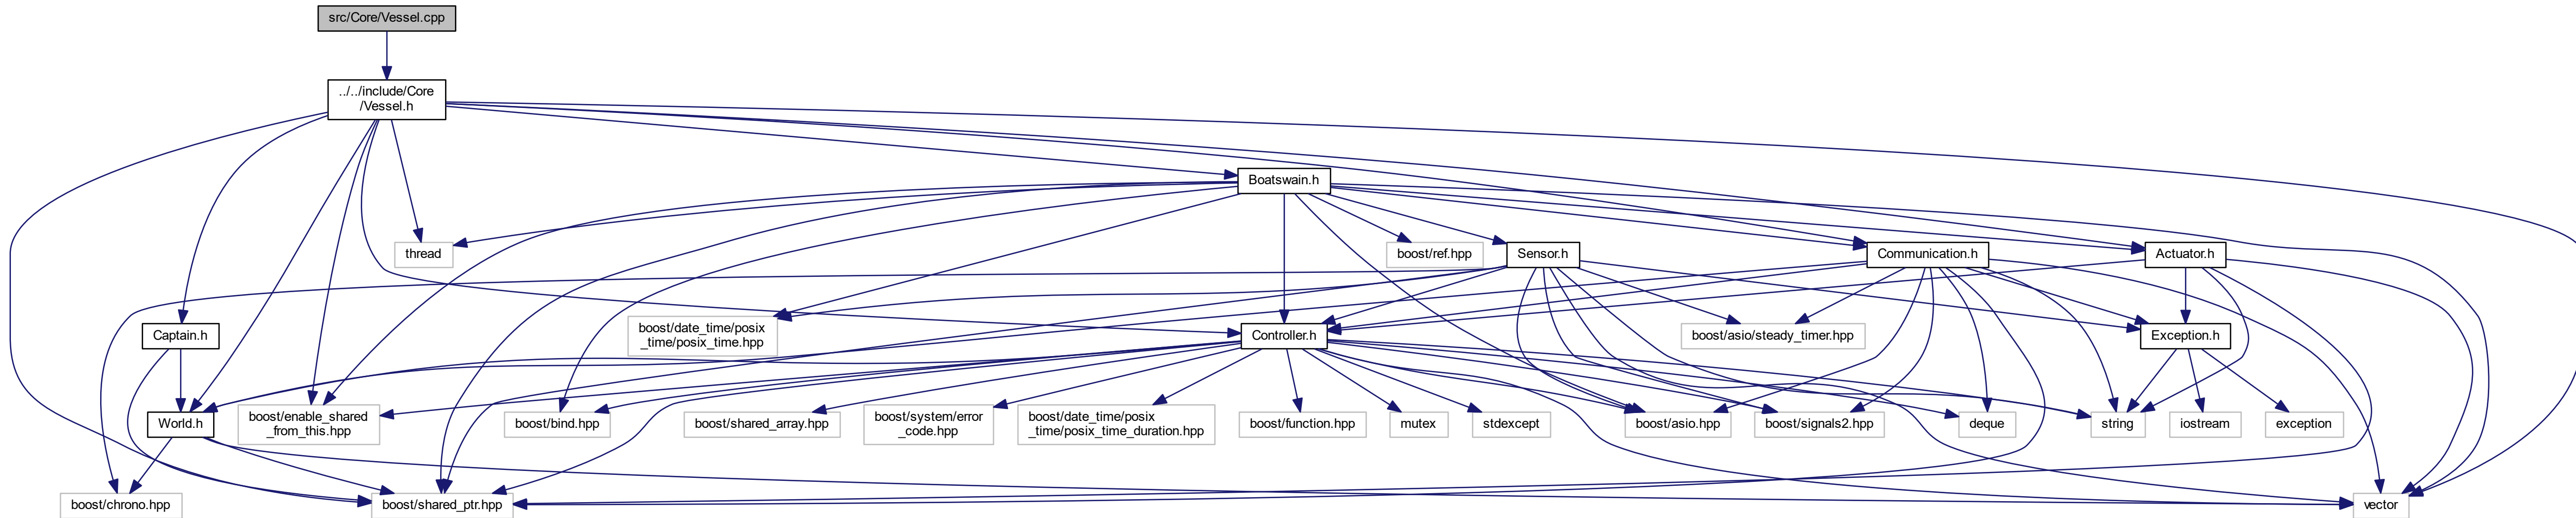 src/Core/Vessel.cpp
../../include/Core
/Vessel.h
Boatswain.h
thread
boost/ref.hpp
Sensor.h
Communication.h
Actuator.h
Captain.h
boost/date_time/posix
_time/posix_time.hpp
Controller.h
boost/asio/steady_timer.hpp
Exception.h
World.h
boost/enable_shared
_from_this.hpp
boost/bind.hpp
boost/shared_array.hpp
boost/system/error
_code.hpp
boost/date_time/posix
_time/posix_time_duration.hpp
boost/function.hpp
mutex
stdexcept
boost/asio.hpp
boost/signals2.hpp
deque
string
iostream
exception
boost/chrono.hpp
boost/shared_ptr.hpp
vector